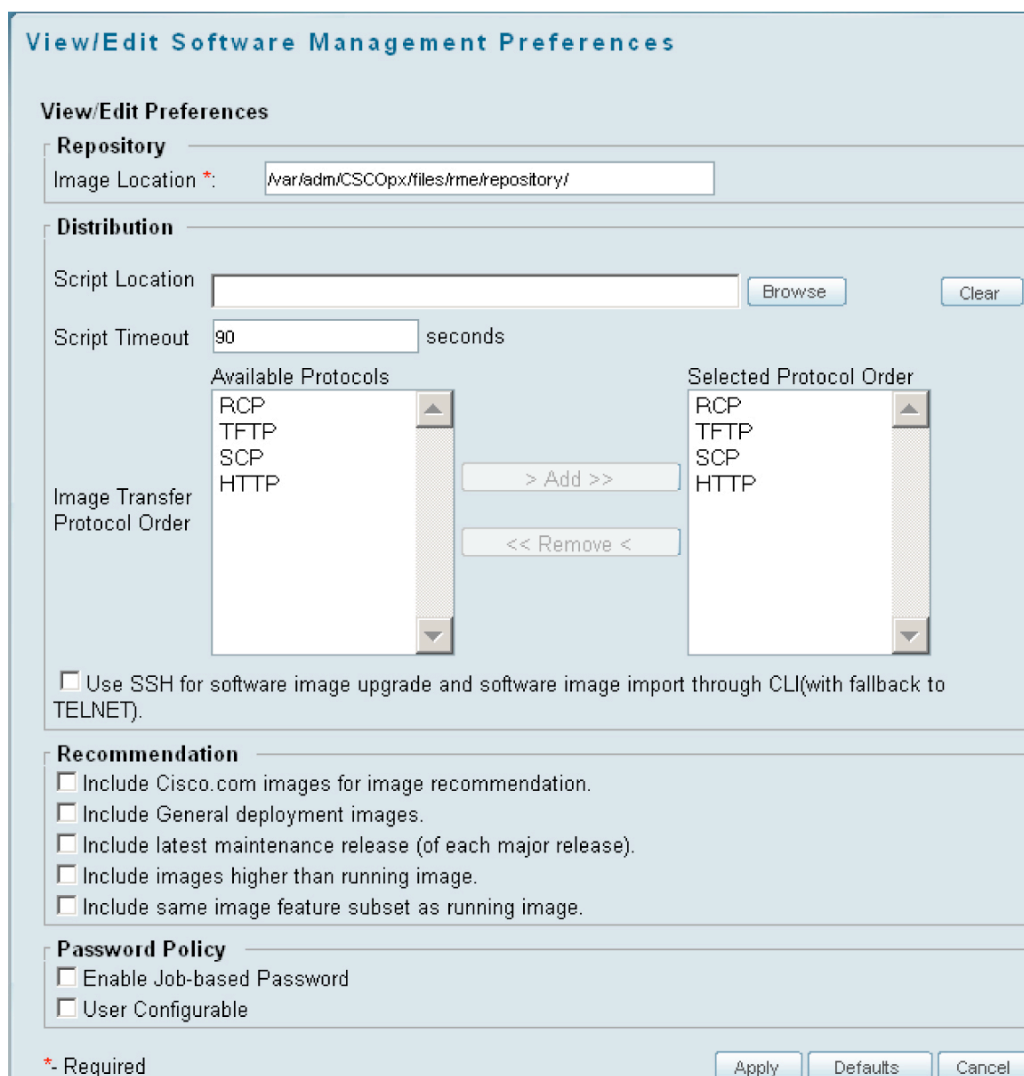 View/Edit Software Management Preferences
View/Edit Preferences
Repository
Image Location *: /var/adm/CSCOpx/files/rme/repository/
Distribution
Script Location Browse Clear
Script Timeout 90 seconds
Available Protocols Selected Protocol Order
RCP RCP
TFTP TFTP
SCP SCP
HTTP HTTP
> Add >>
Image Transfer
Protocol Order
<< Remove <
Use SSH for software image upgrade and software image import through CLI(with fallback to
TELNET).
Recommendation
Include Cisco.com images for image recommendation.
Include General deployment images.
Include latest maintenance release (of each major release).
Include images higher than running image.
Include same image feature subset as running image.
Password Policy
Enable Job-based Password
User Configurable
*- Required Apply Defaults Cancel